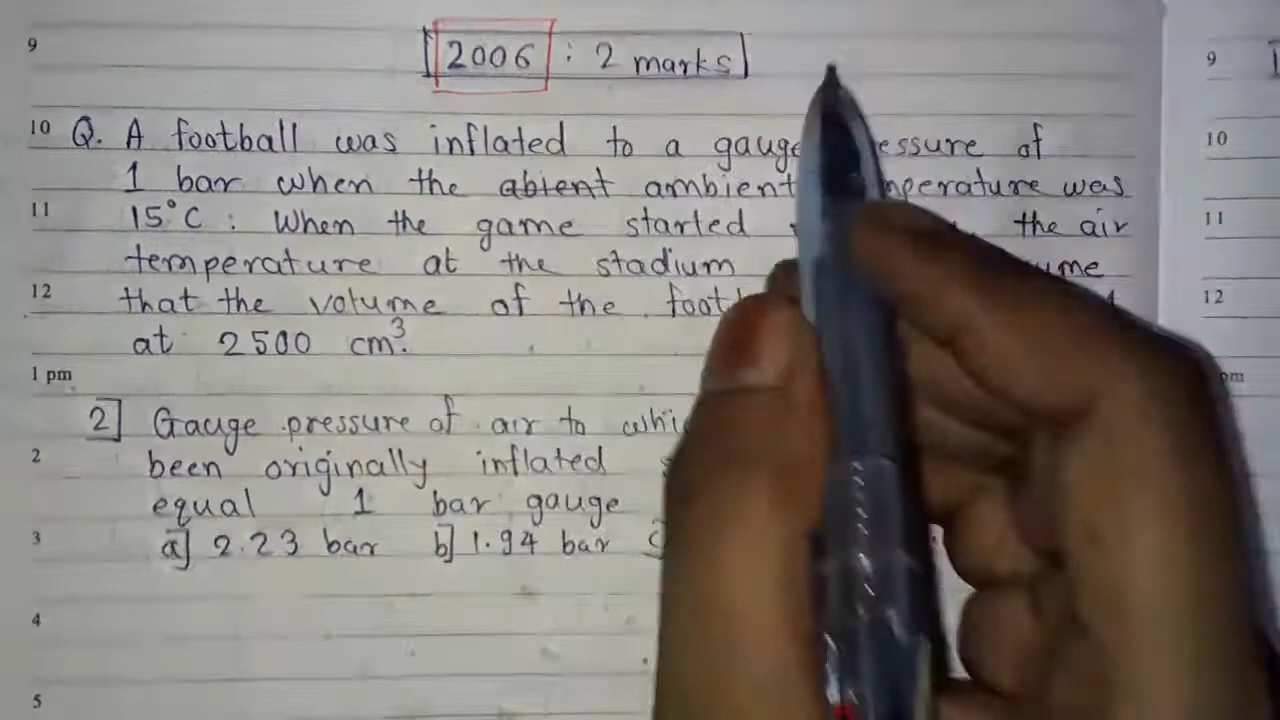 9
[2006 : 2 marks]
9
10 Q. A football was inflated to a gauge essure of
10
1 bar when the abient ambient perature was
11 15°C : When the game started the air
11
temperature at the stadium
12 that the volume of the
12
at 2500 cm³.
1 pm
2] Gauge pressure of air to
2 been originally inflated
equal 1 bar gauge
3 a] 2.23 bar b] 1.94 bar
4
5